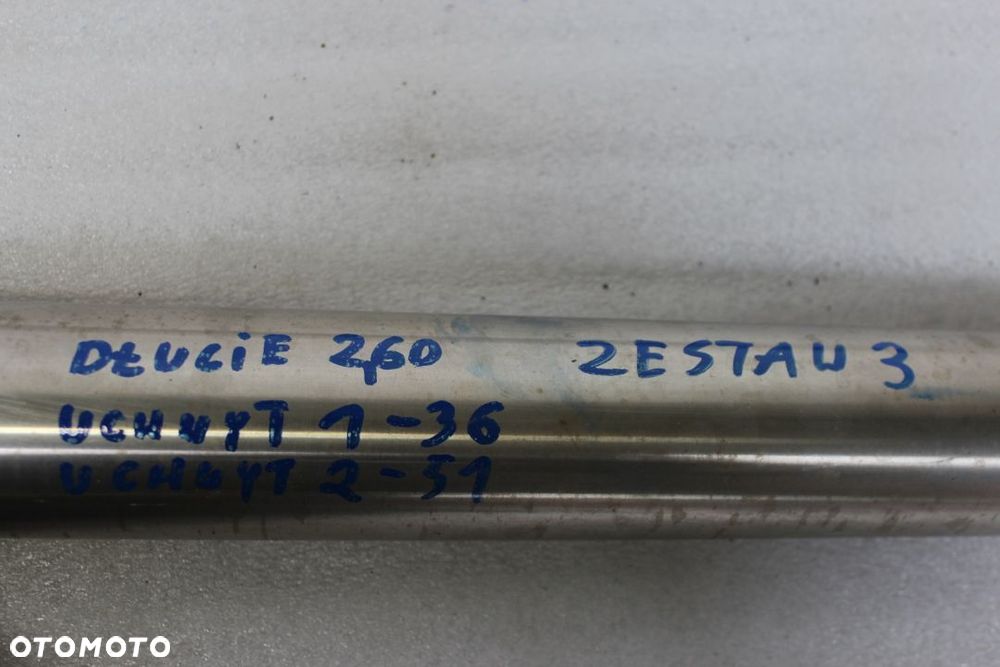 DŁUGIE 260 ZESTAW 3
UCHWYT 1-36
UCHWYT 2-51
OTOMOTO